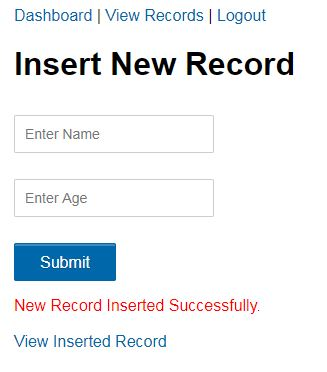 Dashboard | View Records | Logout
Insert New Record
Enter Name
Enter Age
Submit
New Record Inserted Successfully.
View Inserted Record